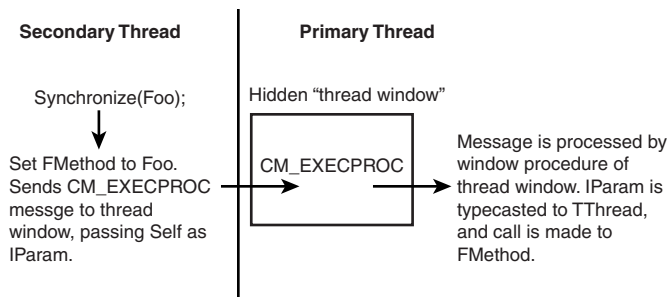 Secondary Thread
Primary Thread
Synchronize(Foo);
Hidden “thread window”
Set FMethod to Foo.
Sends CM_EXECPROC
messge to thread
window, passing Self as
IParam.
CM_EXECPROC
Message is processed by
window procedure of
thread window. IParam is
typecasted to TThread,
and call is made to
FMethod.